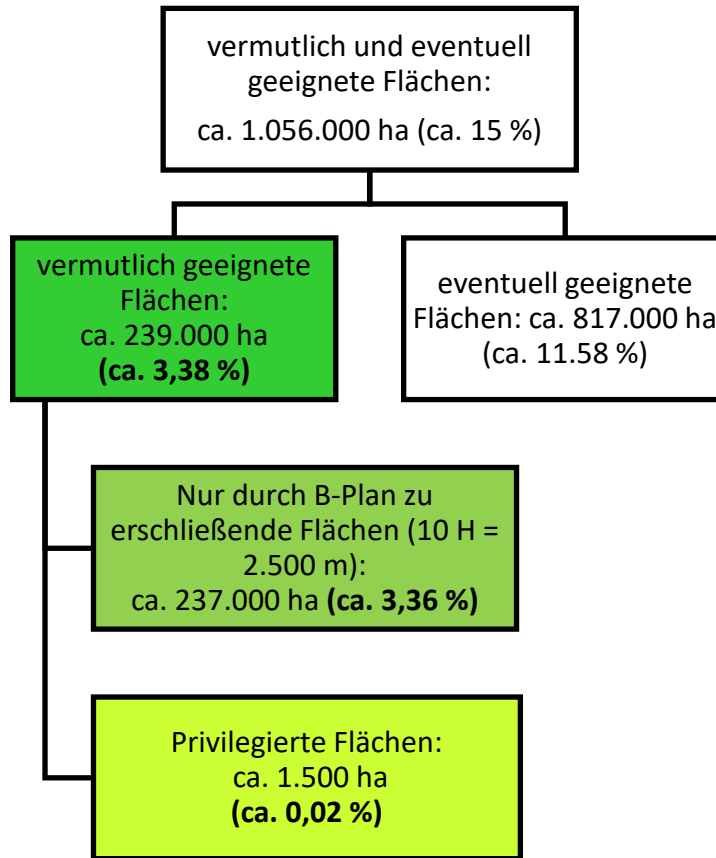 vermutlich und eventuell
geeignete Flächen:
ca. 1.056.000 ha (ca. 15 %)
vermutlich geeignete
Flächen:
ca. 239.000 ha
(ca. 3,38 %)
eventuell geeignete
Flächen: ca. 817.000 ha
(ca. 11.58 %)
Nur durch B-Plan zu
erschließende Flächen (10 H =
2.500 m):
ca. 237.000 ha (ca. 3,36 %)
Privilegierte Flächen:
ca. 1.500 ha
(ca. 0,02 %)